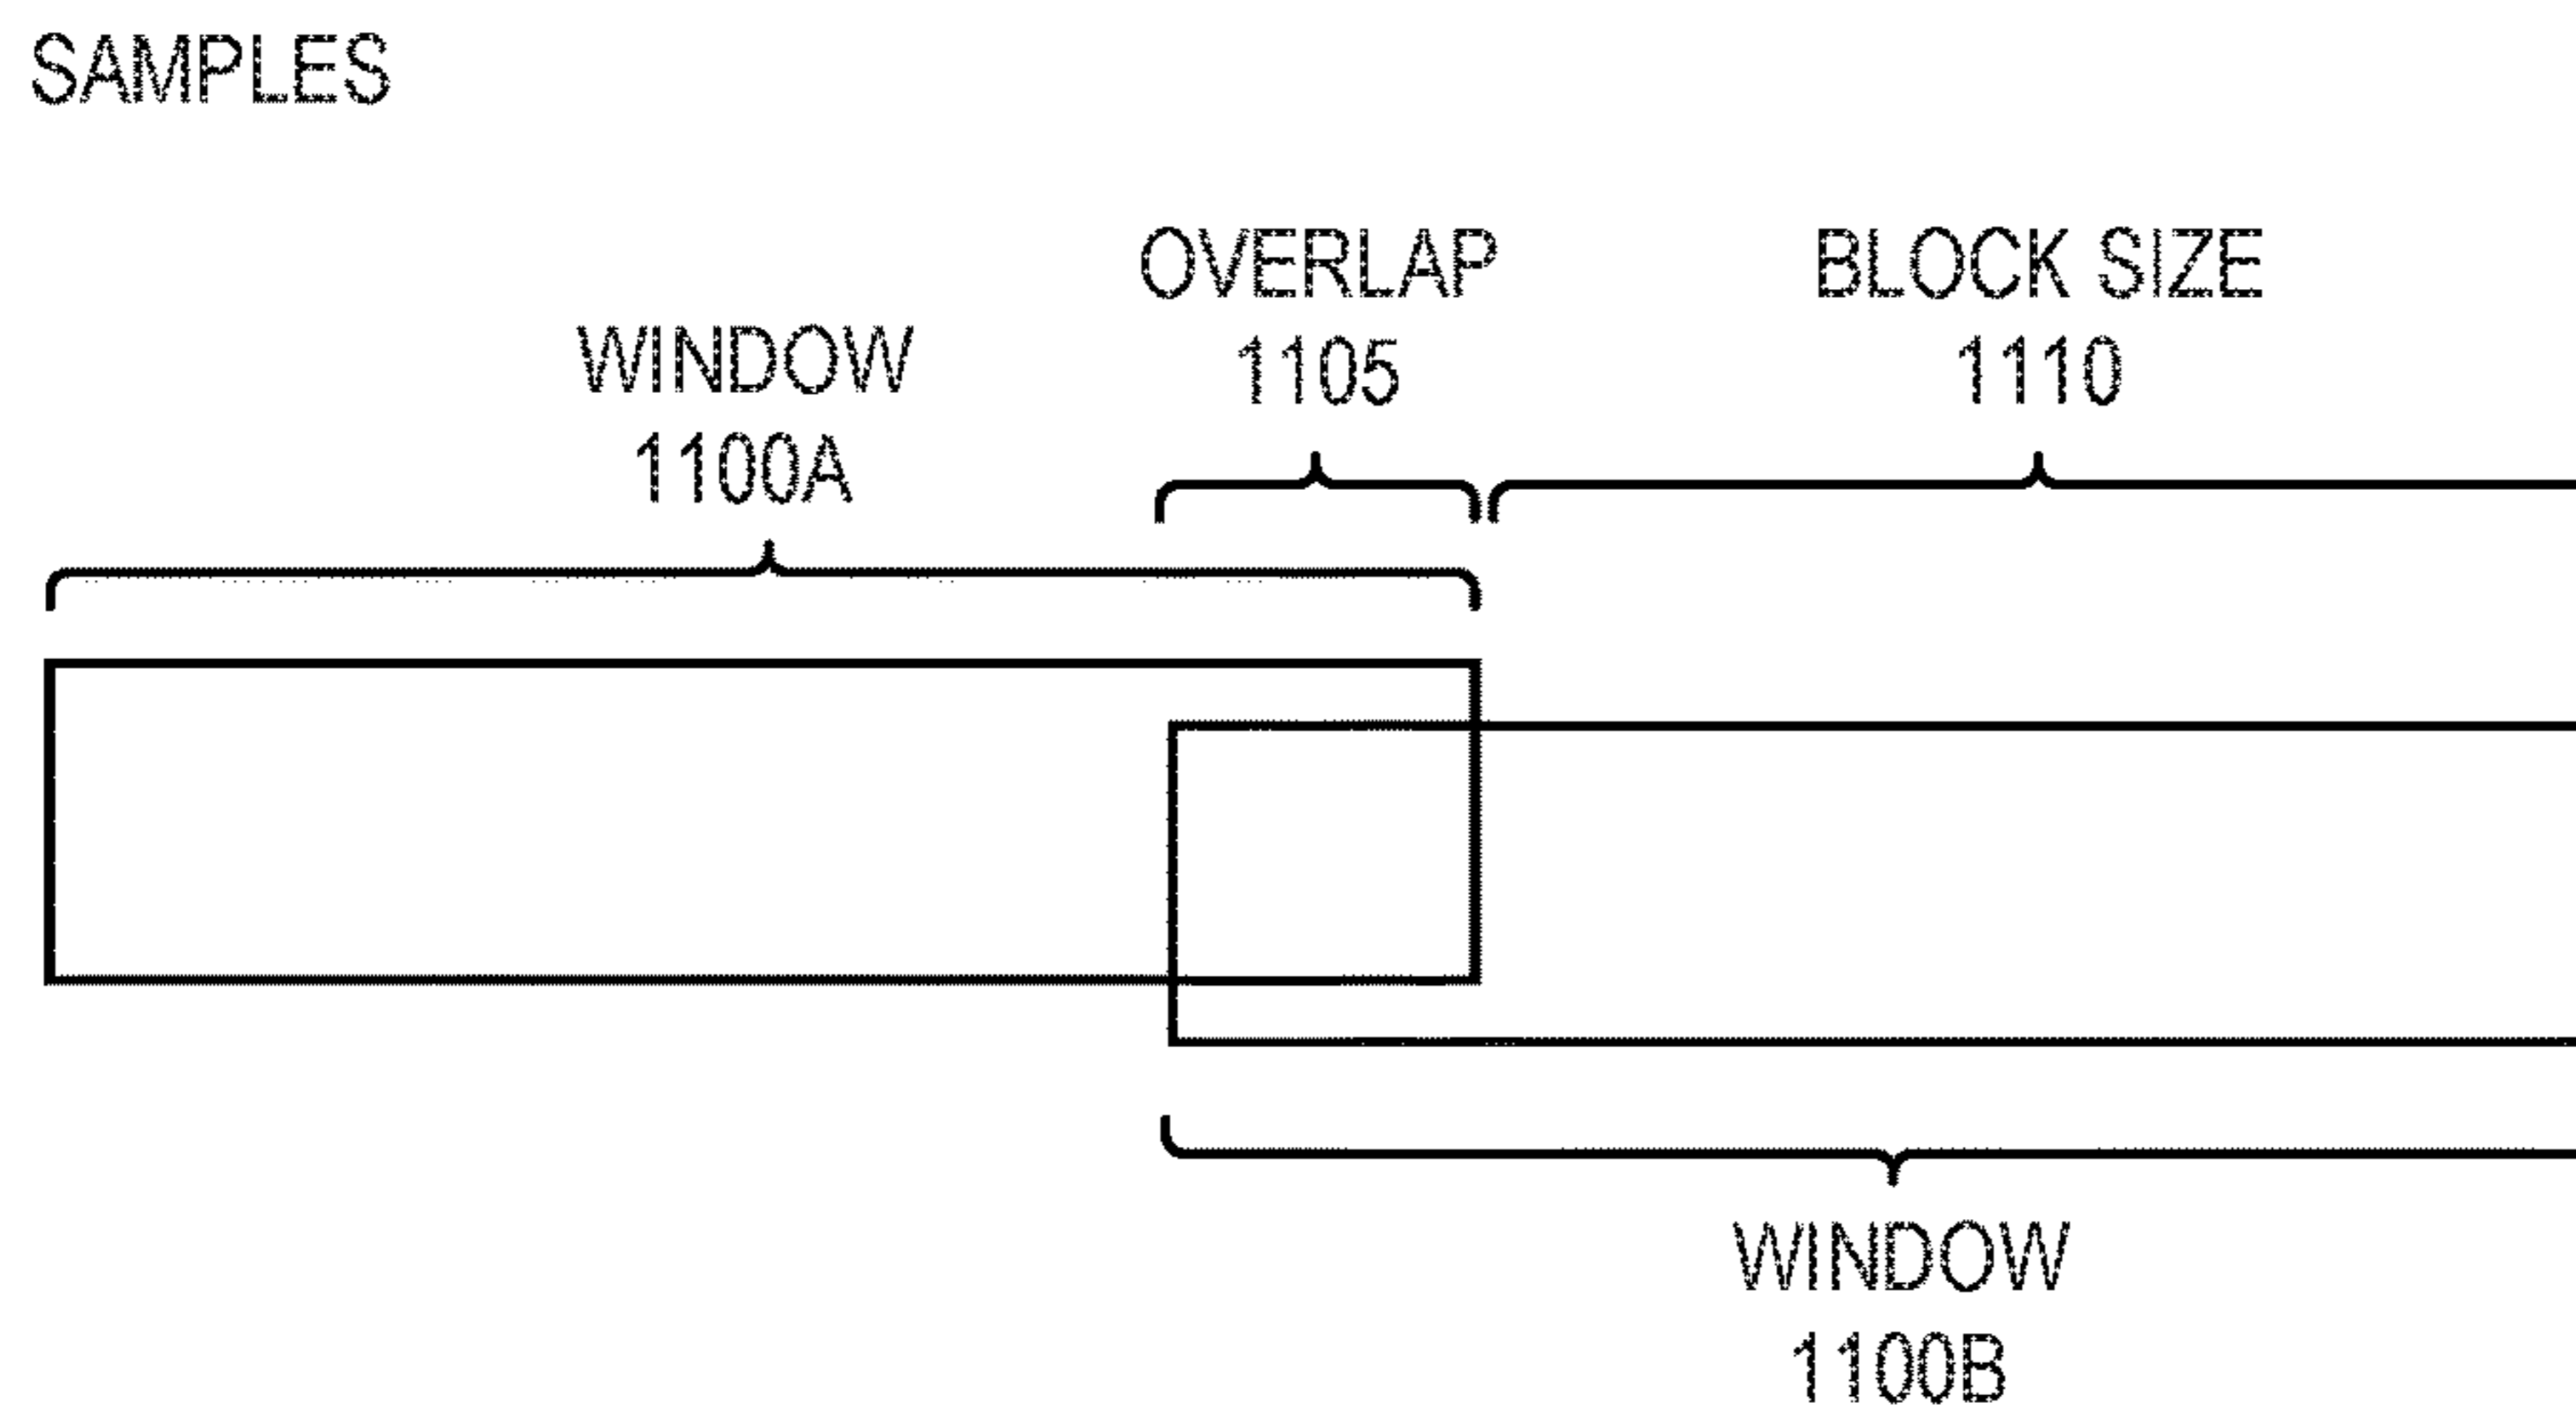 SAMPLES
WINDOW
1100A
OVERLAP
1105
BLOCK SIZE
1110
WINDOW
1100B